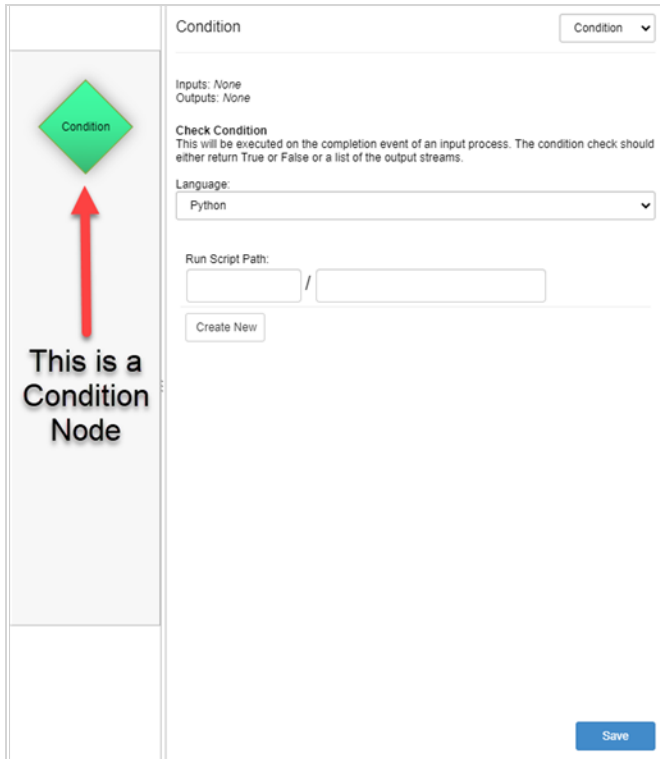 Condition
Condition
Inputs: None
Outputs: None
Condition
Check Condition
This will be executed on the completion event of an input process. The condition check should
either return True or False or a list of the output streams.
Language:
Python
Run Script Path:
/
Create New
This is a
Condition
Node
Save